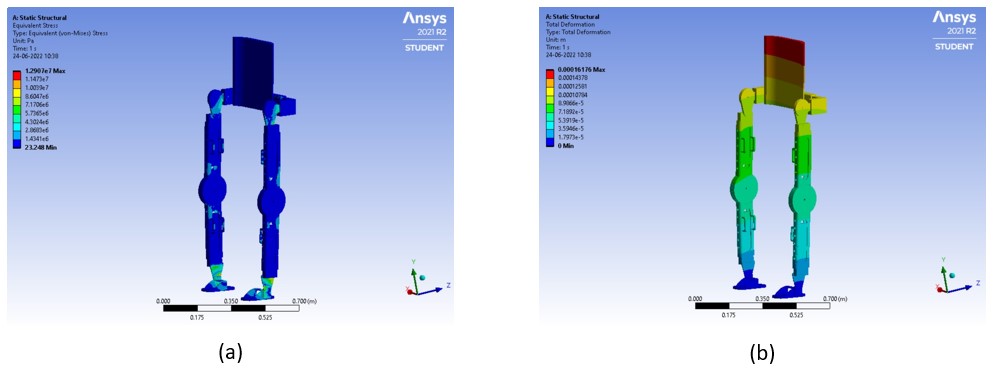 A: Static Structural
Equivalent Stress
Type: Equivalent (von-Mises) Stress
Unit: Pa
Time: 1 s
24-06-2022 10:38
1.2907e7 Max
1.1473e7
1.0039e7
8.6047e6
7.1706e6
5.7365e6
4.3024e6
2.8683e6
1.4341e6
23.248 Min
Ansys
2021 R2
STUDENT
Y
X
Z
0.000
0.350
0.700 (m)
0.175
0.525
(a)
A: Static Structural
Total Deformation
Type: Total Deformation
Unit: m
Time: 1 s
24-06-2022 10:38
0.00016176 Max
0.00014378
0.00012581
0.00010784
8.9866e-5
7.1892e-5
5.3919e-5
3.5946e-5
1.7973e-5
0 Min
Ansys
2021 R2
STUDENT
Y
X
Z
0.000
0.350
0.700 (m)
0.175
0.525
(b)